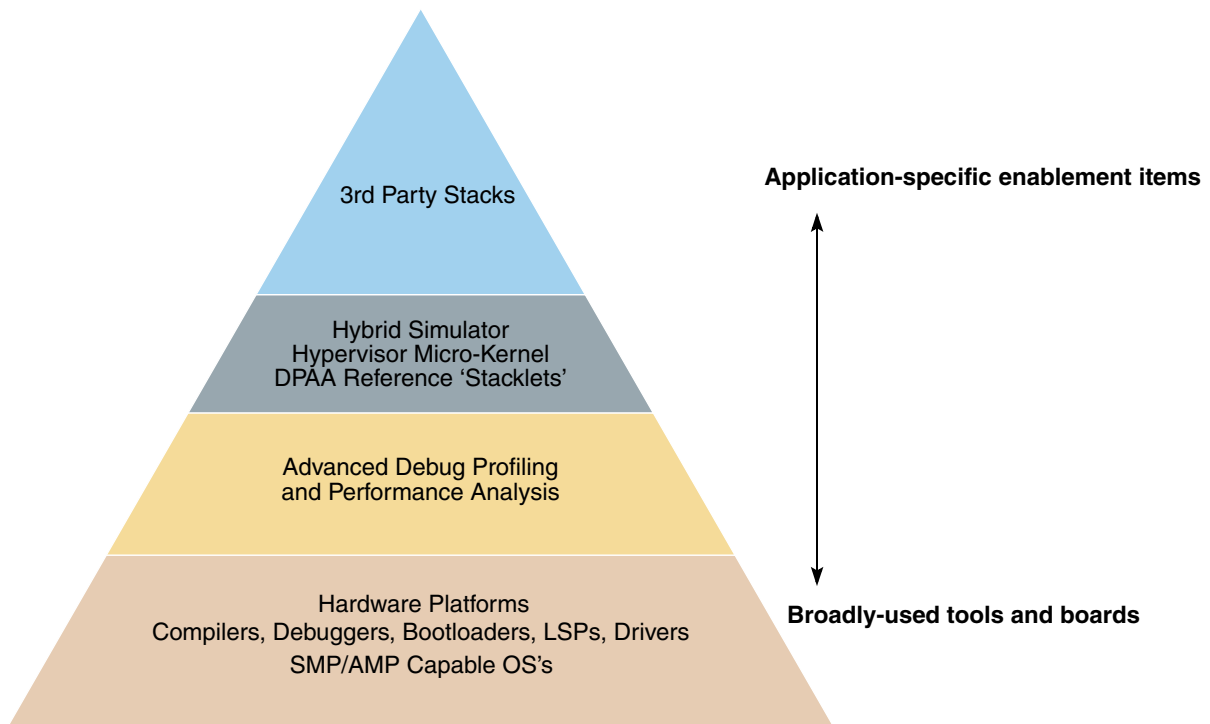 Application-specific enablement items
3rd Party Stacks
Hybrid Simulator
Hypervisor Micro-Kernel
DPAA Reference ‘Stacklets’
Advanced Debug Profiling
and Performance Analysis
Hardware Platforms
Compilers, Debuggers, Bootloaders, LSPs, Drivers
SMP/AMP Capable OS's
Broadly-used tools and boards